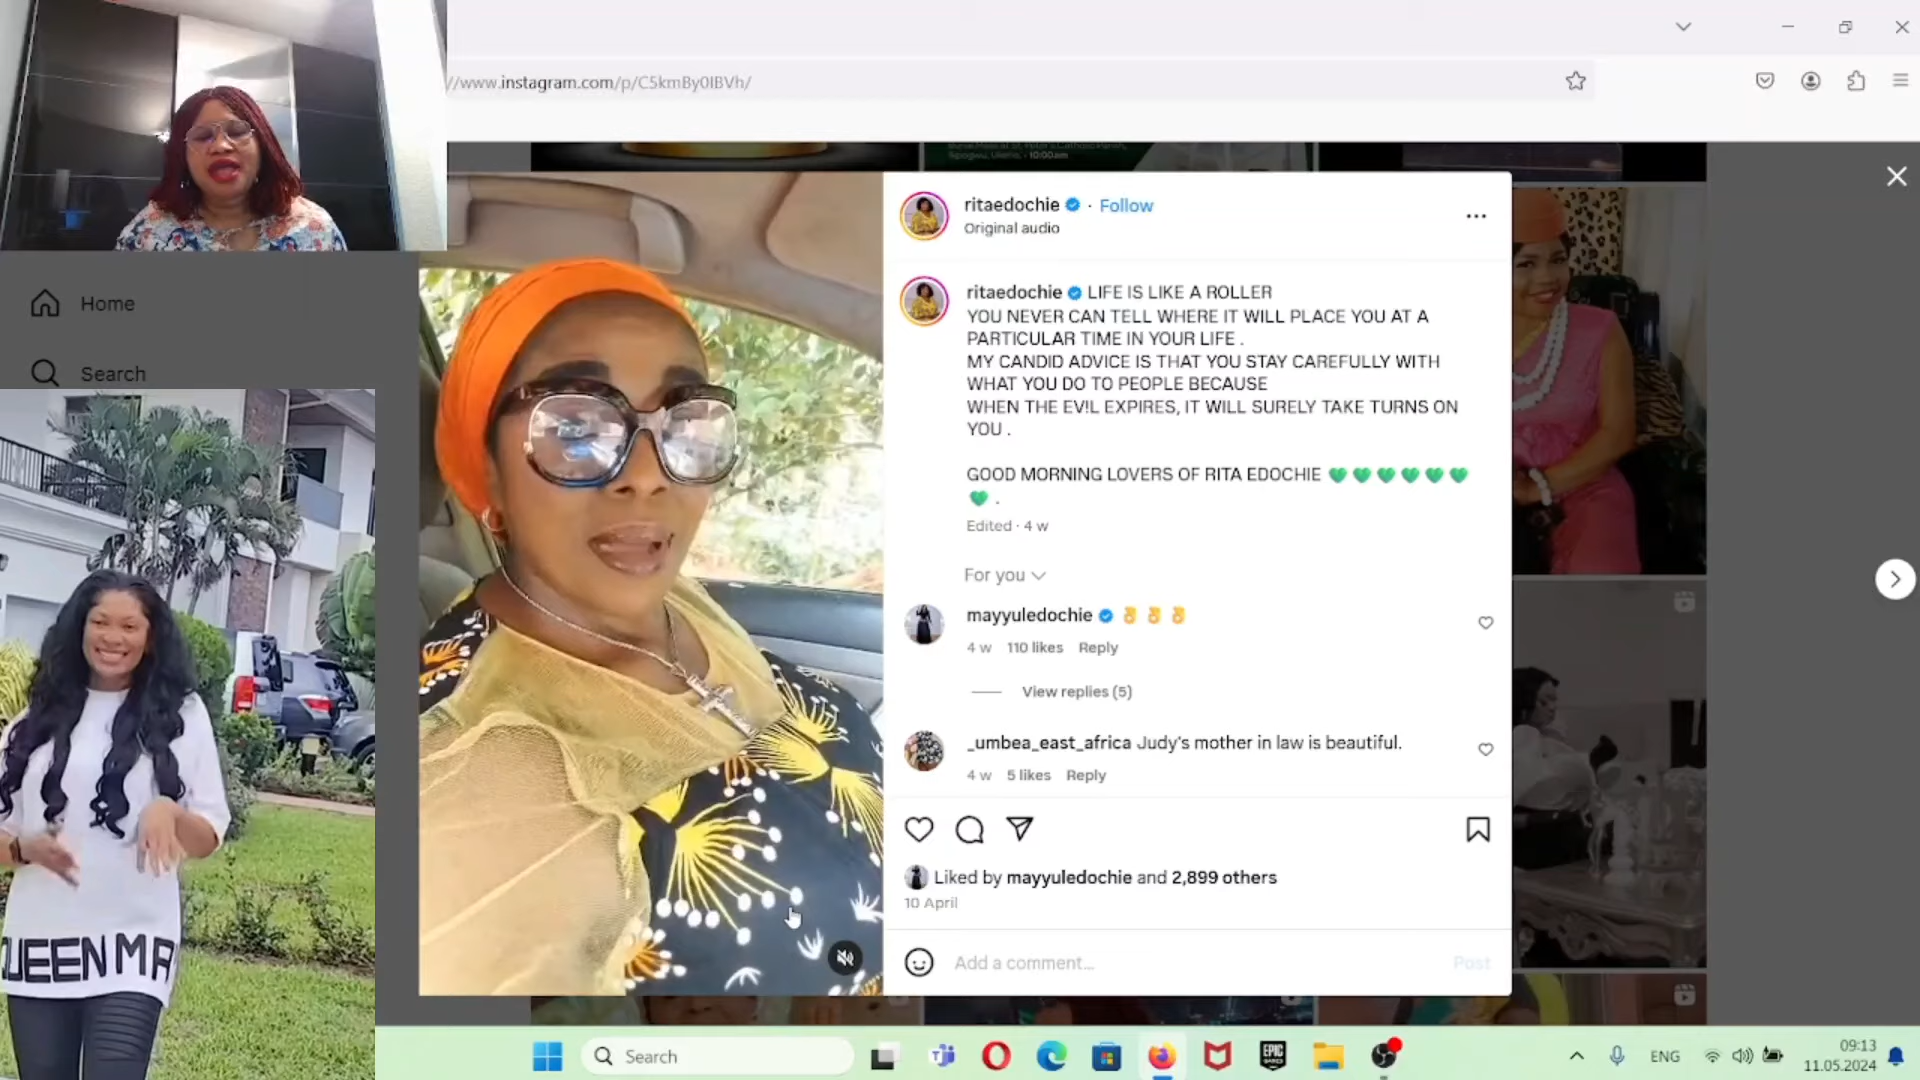 //www.instagram.com/p/C5kmBy0IBVh/
ritaedochie · Follow
Original audio
Home
Search
ritaedochie LIFE IS LIKE A ROLLER
YOU NEVER CAN TELL WHERE IT WILL PLACE YOU AT A
PARTICULAR TIME IN YOUR LIFE .
MY CANDID ADVICE IS THAT YOU STAY CAREFULLY WITH
WHAT YOU DO TO PEOPLE BECAUSE
WHEN THE EV!L EXPIRES, IT WILL SURELY TAKE TURNS ON
YOU .
GOOD MORNING LOVERS OF RITA EDOCHIE 💚💚💚💚💚💚
💚 .
Edited · 4 w
For you
mayyuledochie 👌👌👌
4 w 110 likes Reply
View replies (5)
_umbea_east_africa Judy's mother in law is beautiful.
4 w 5 likes Reply
Liked by mayyuledochie and 2,899 others
10 April
Add a comment...
Post
UEEN MA
Search
EPIC
GAMES
ENG
09:13
11.05.2024